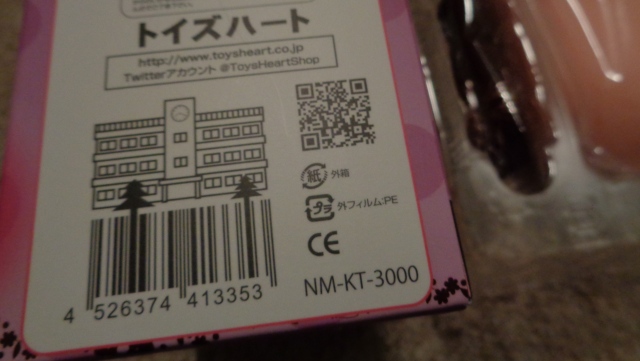 トイズハート
http://www.toysheart.co.jp
Twitterアカウント @ToysHeartShop
紙 外箱
プラ 外フィルム:PE
CE
NM-KT-3000
4 526374 413353